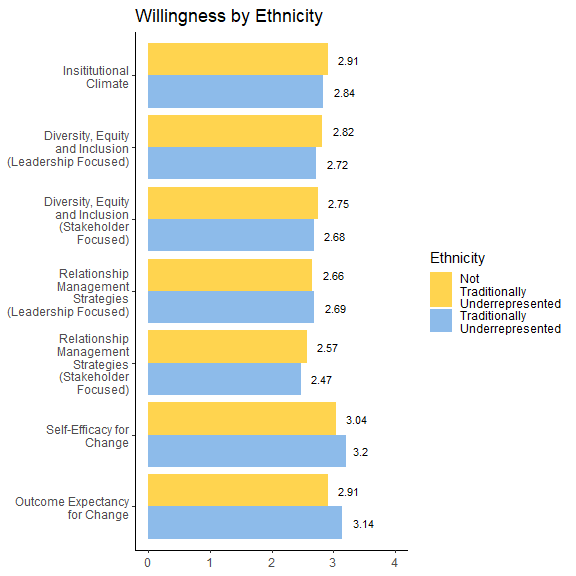 Willingness by Ethnicity
Insititutional
Climate
2.91
2.84
Diversity, Equity
and Inclusion
(Leadership Focused)
2.82
2.72
Diversity, Equity
and Inclusion
(Stakeholder
Focused)
2.75
2.68
Relationship
Management
Strategies
(Leadership Focused)
2.66
2.69
Relationship
Management
Strategies
(Stakeholder
Focused)
2.57
2.47
Self-Efficacy for
Change
3.04
3.2
Outcome Expectancy
for Change
2.91
3.14
0 1 2 3 4
Ethnicity
Not
Traditionally
Underrepresented
Traditionally
Underrepresented